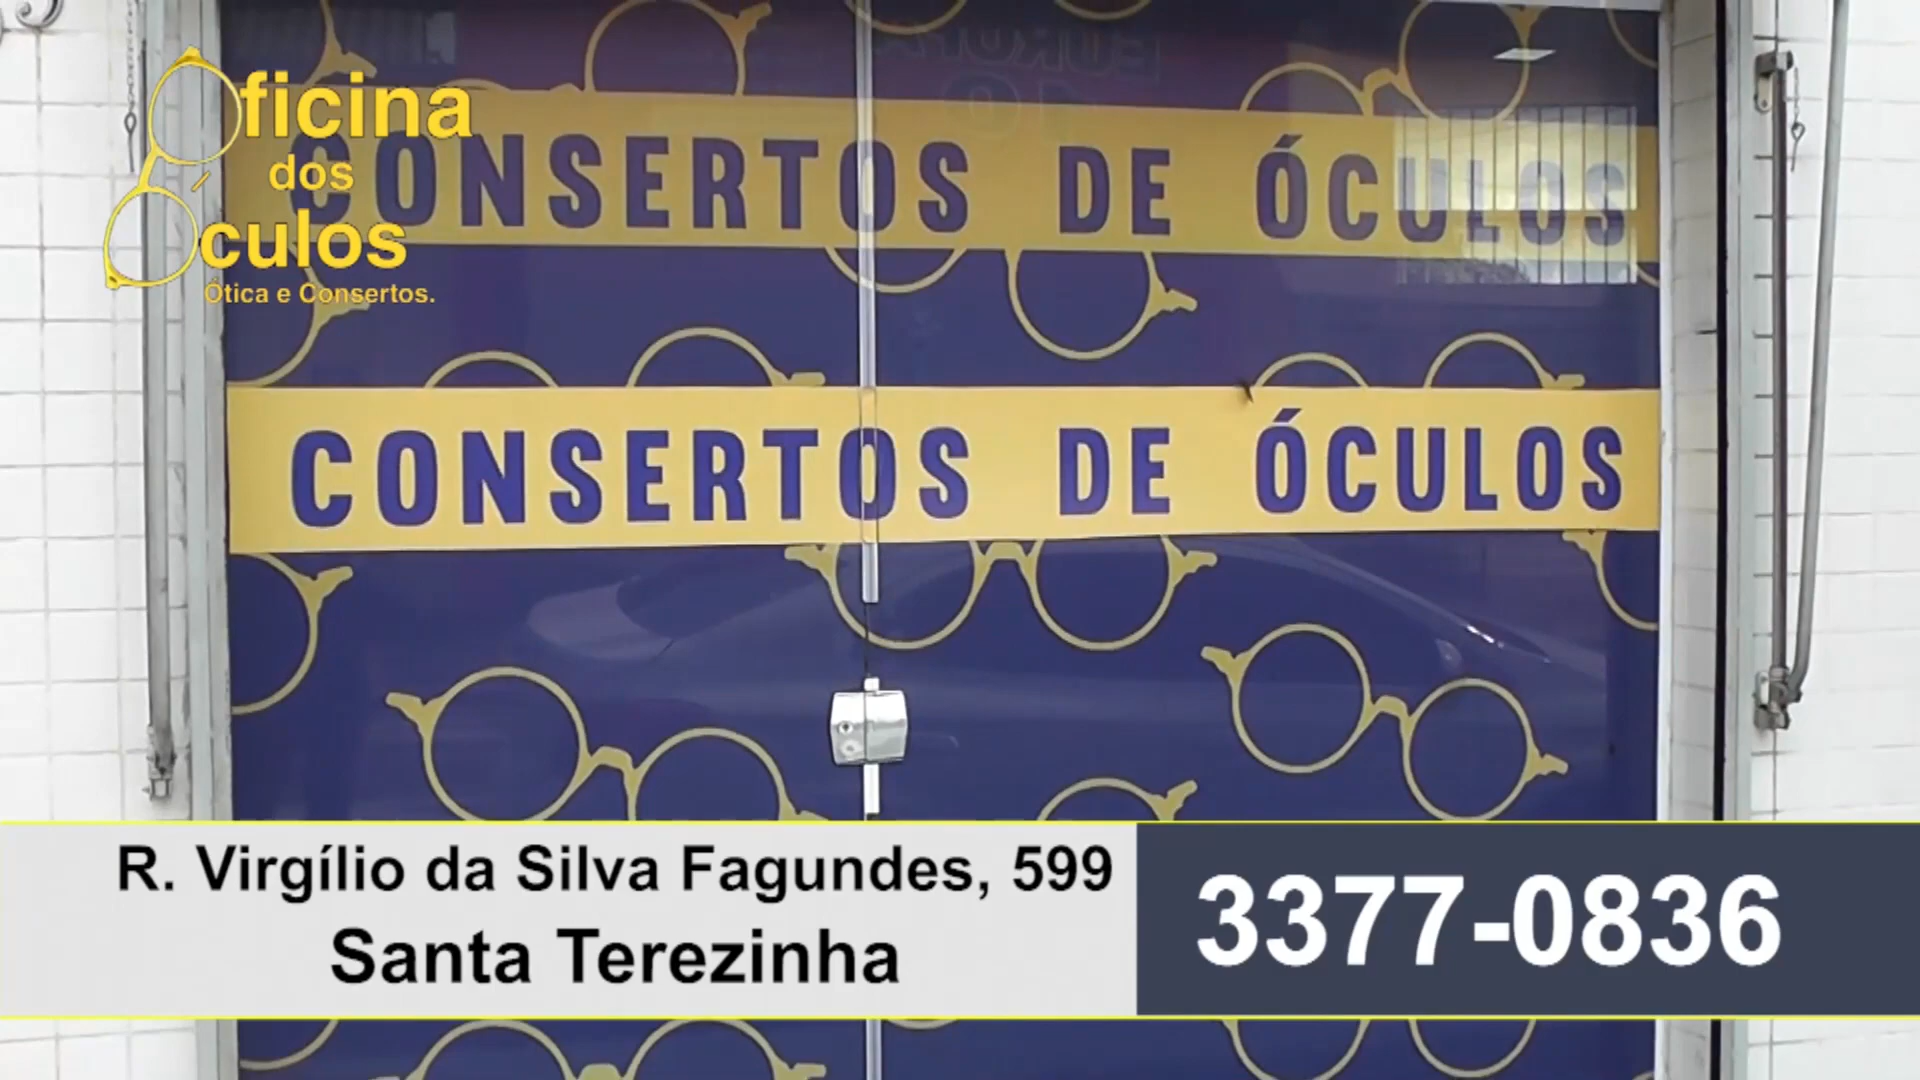 Oficina
dos
Óculos
Ótica e Consertos.
CONSERTOS DE ÓCULOS
CONSERTOS DE ÓCULOS
R. Virgílio da Silva Fagundes, 599
Santa Terezinha
3377-0836